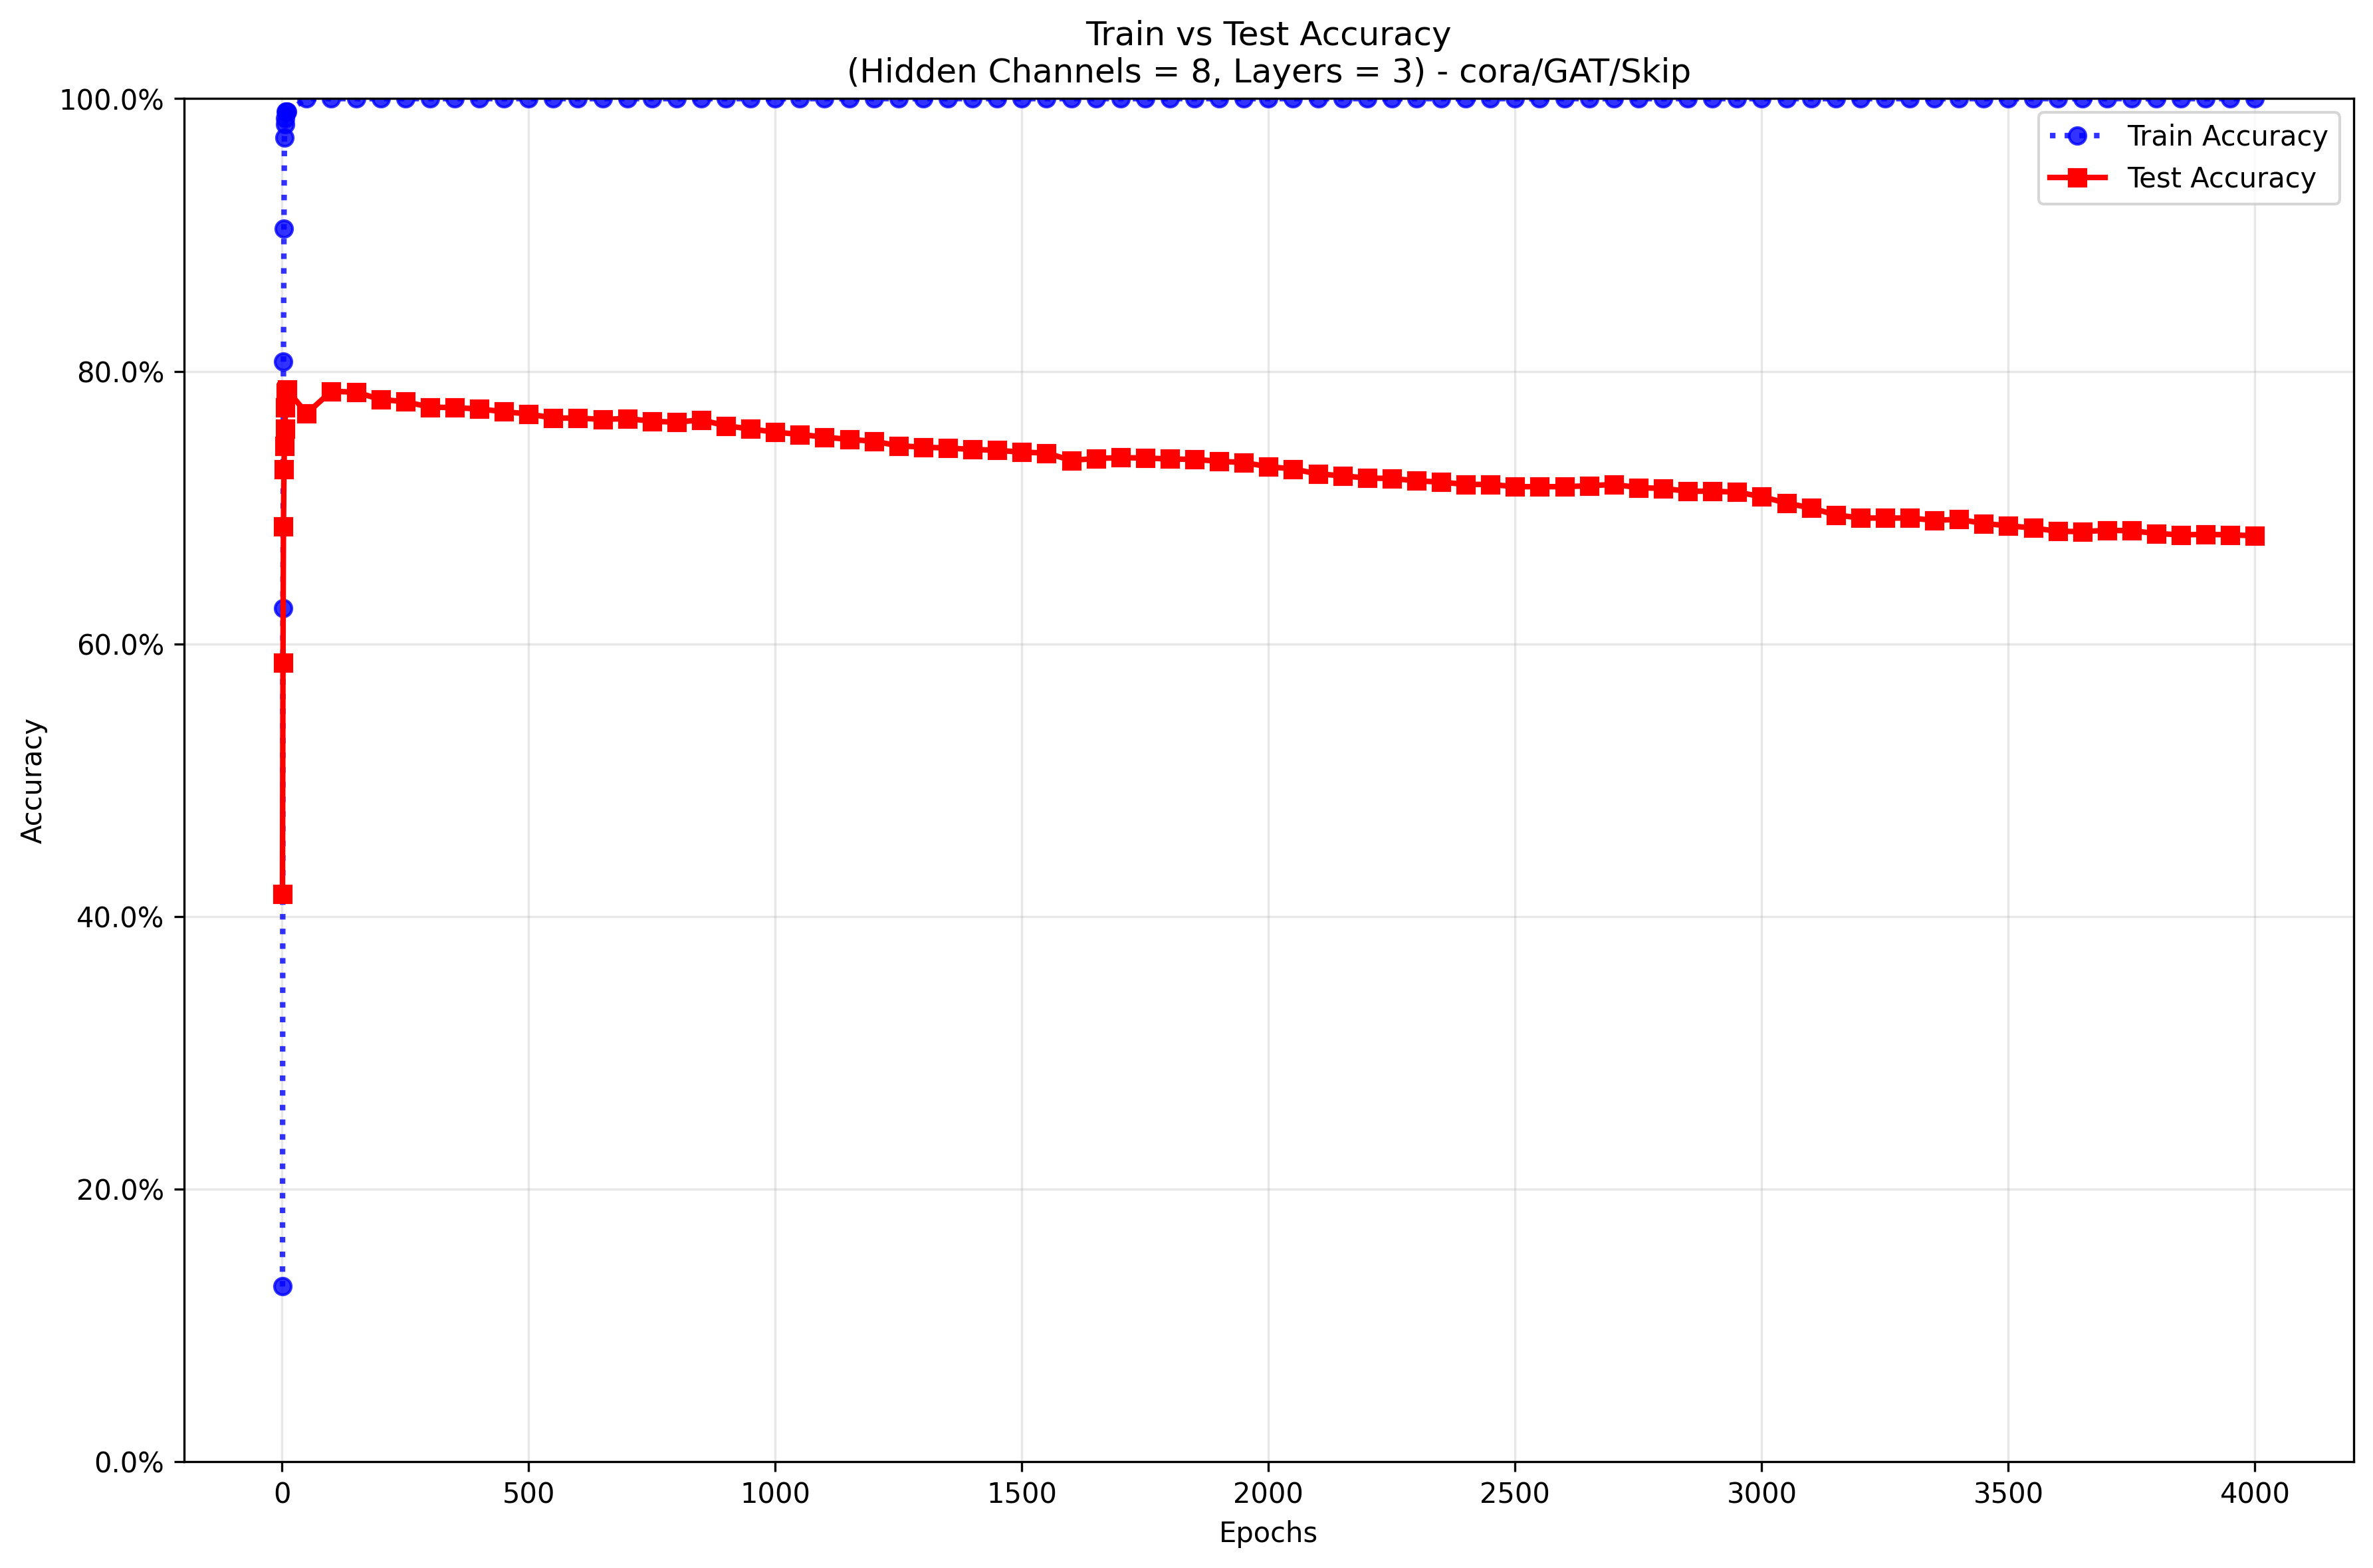 Train vs Test Accuracy
(Hidden Channels = 8, Layers = 3) - cora/GAT/Skip
100.0%
80.0%
60.0%
40.0%
20.0%
0.0%
Accuracy
Train Accuracy
Test Accuracy
0 500 1000 1500 2000 2500 3000 3500 4000
Epochs